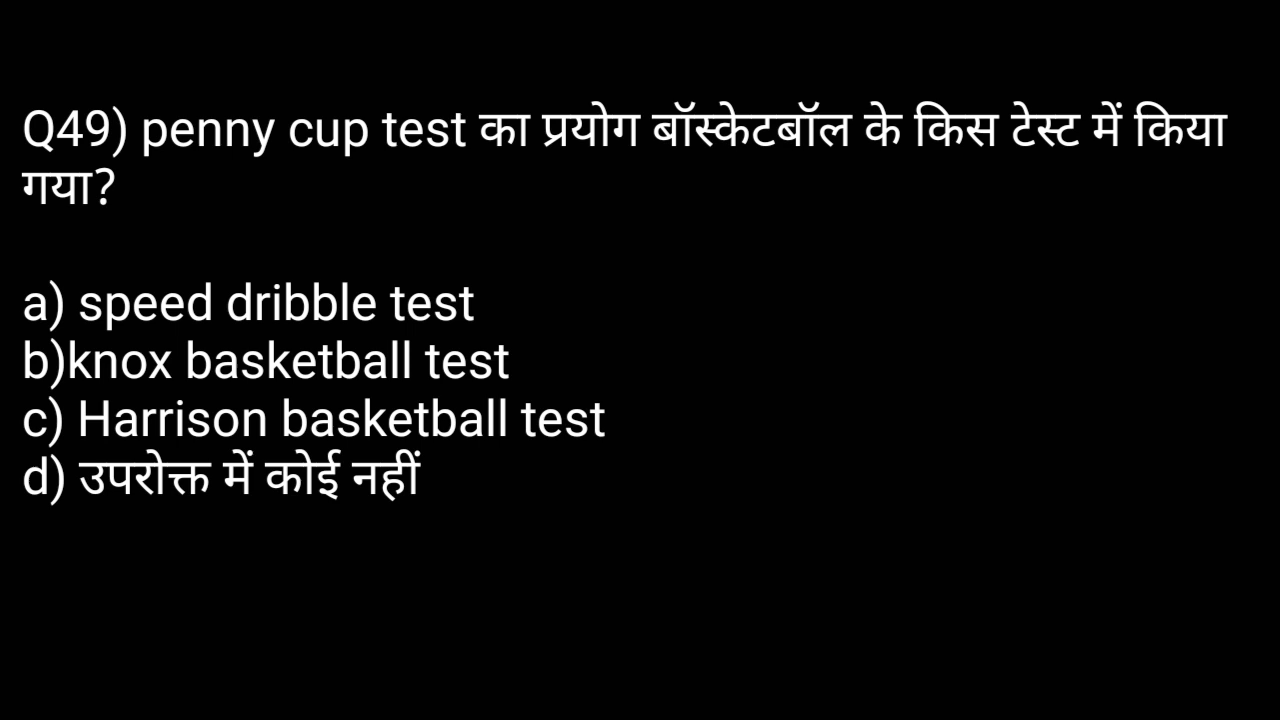 Q49) penny cup test का प्रयोग बॉस्केटबॉल के किस टेस्ट में किया
गया?
a) speed dribble test
b)knox basketball test
c) Harrison basketball test
d) उपरोक्त में कोई नहीं